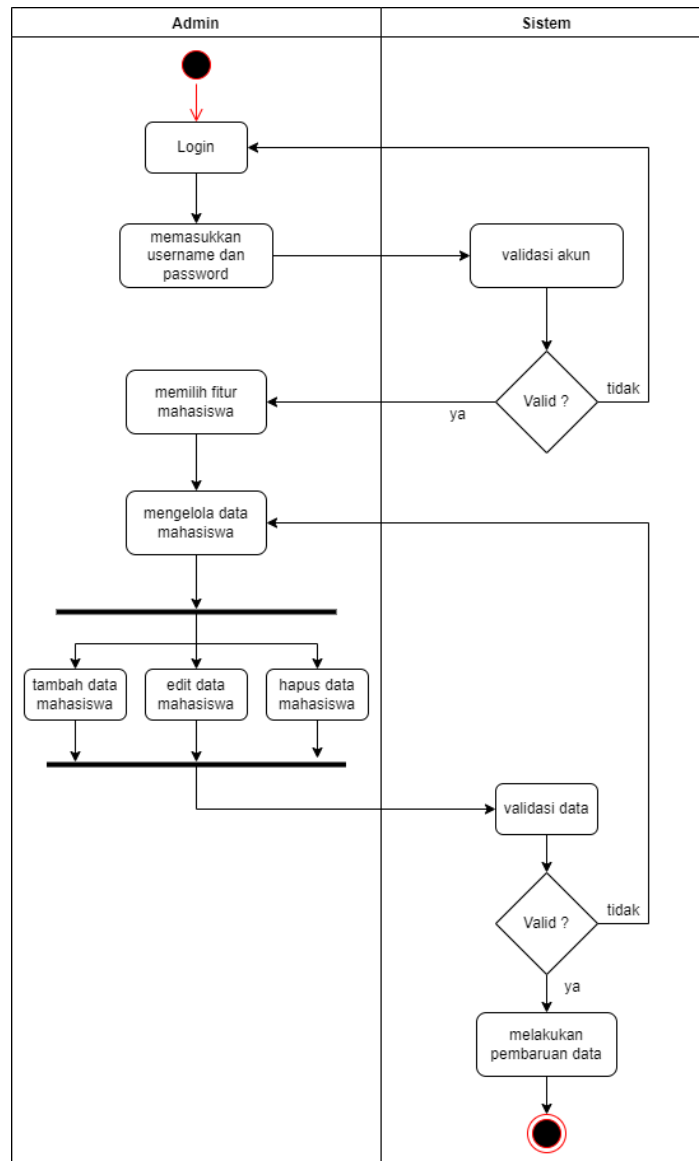 Admin
Sistem
Login
memasukkan
username dan
password
validasi akun
Valid ?
tidak
ya
memilih fitur
mahasiswa
mengelola data
mahasiswa
tambah data
mahasiswa
edit data
mahasiswa
hapus data
mahasiswa
validasi data
Valid ?
tidak
ya
melakukan
pembaruan data